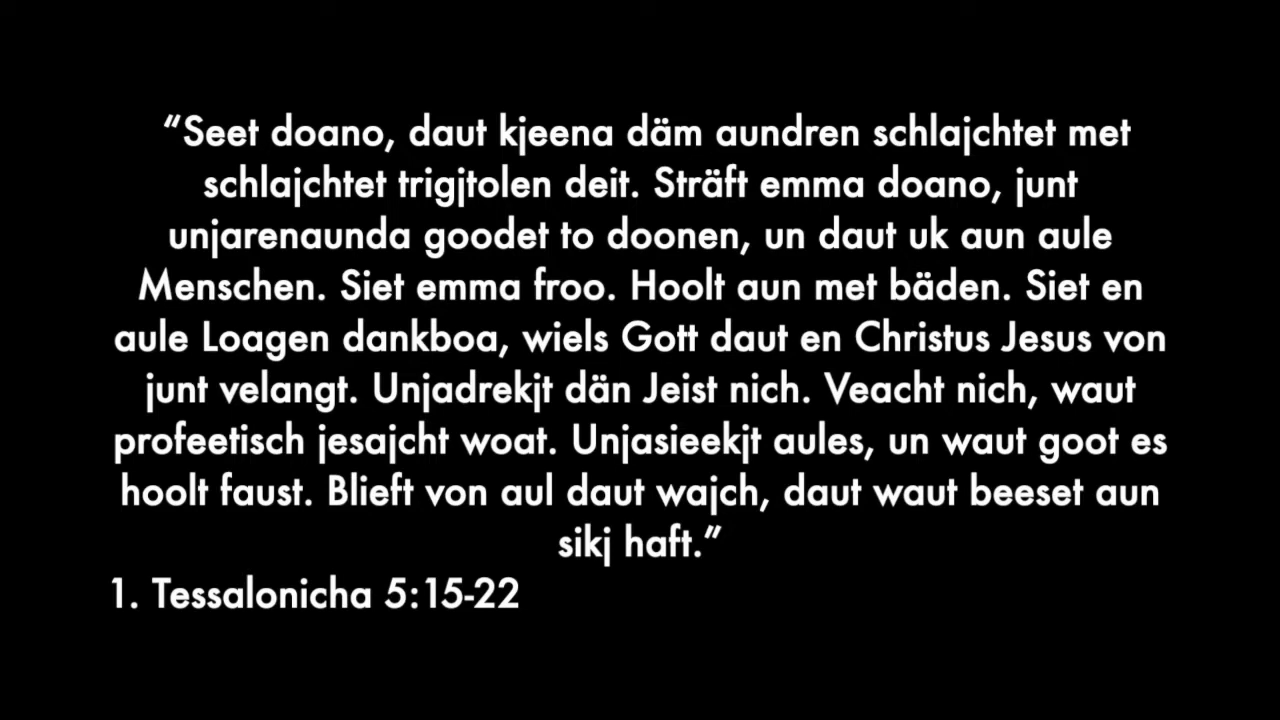 “Seet doano, daut kjeena däm aundren schlajchtet met
schlajchtet trigjtolen deit. Sträft emma doano, junt
unjarenaunda goodet to doonen, un daut uk aun aule
Menschen. Siet emma froo. Hoolt aun met bäden. Siet en
aule Loagen dankboa, wiels Gott daut en Christus Jesus von
junt velangt. Unjadrekjt dän Jeist nich. Veacht nich, waut
profeetisch jesajcht woat. Unjasieekjt aules, un waut goot es
hoolt faust. Blieft von aul daut wajch, daut waut beeset aun
sikj haft.”
1. Tessalonicha 5:15-22